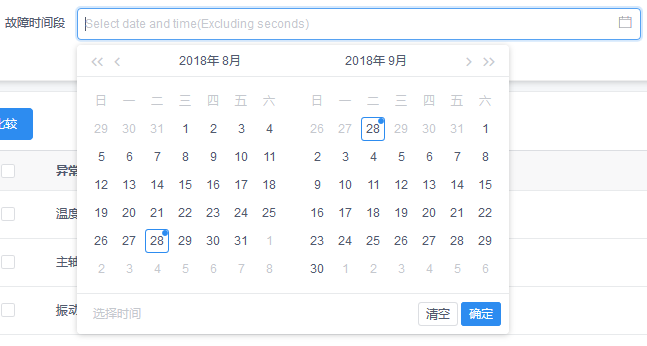 故障时间段 Select date and time(Excluding seconds)
2018年 8月 2018年 9月
日 一 二 三 四 五 六 日 一 二 三 四 五 六
29 30 31 1 2 3 4 26 27 28 29 30 31 1
5 6 7 8 9 10 11 2 3 4 5 6 7 8
12 13 14 15 16 17 18 9 10 11 12 13 14 15
19 20 21 22 23 24 25 16 17 18 19 20 21 22
26 27 28 29 30 31 1 23 24 25 26 27 28 29
2 3 4 5 6 7 8 30 1 2 3 4 5 6
选择时间 清空 确定
比较
异常
温度
主轴
振动